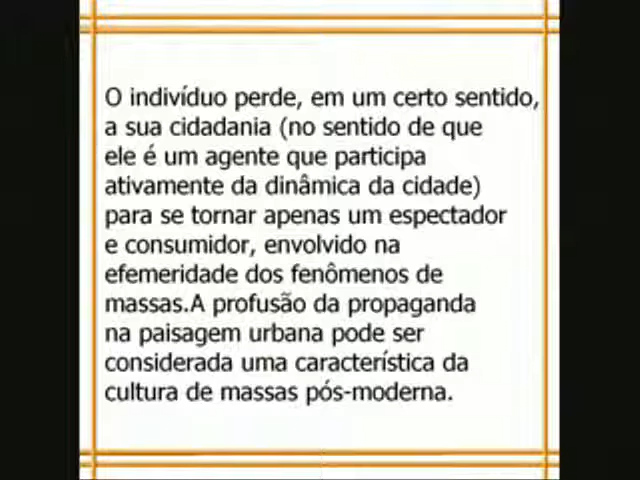 O indivíduo perde, em um certo sentido,
a sua cidadania (no sentido de que
ele é um agente que participa
ativamente da dinâmica da cidade)
para se tornar apenas um espectador
e consumidor, envolvido na
efemeridade dos fenômenos de
massas.A profusão da propaganda
na paisagem urbana pode ser
considerada uma característica da
cultura de massas pós-moderna.